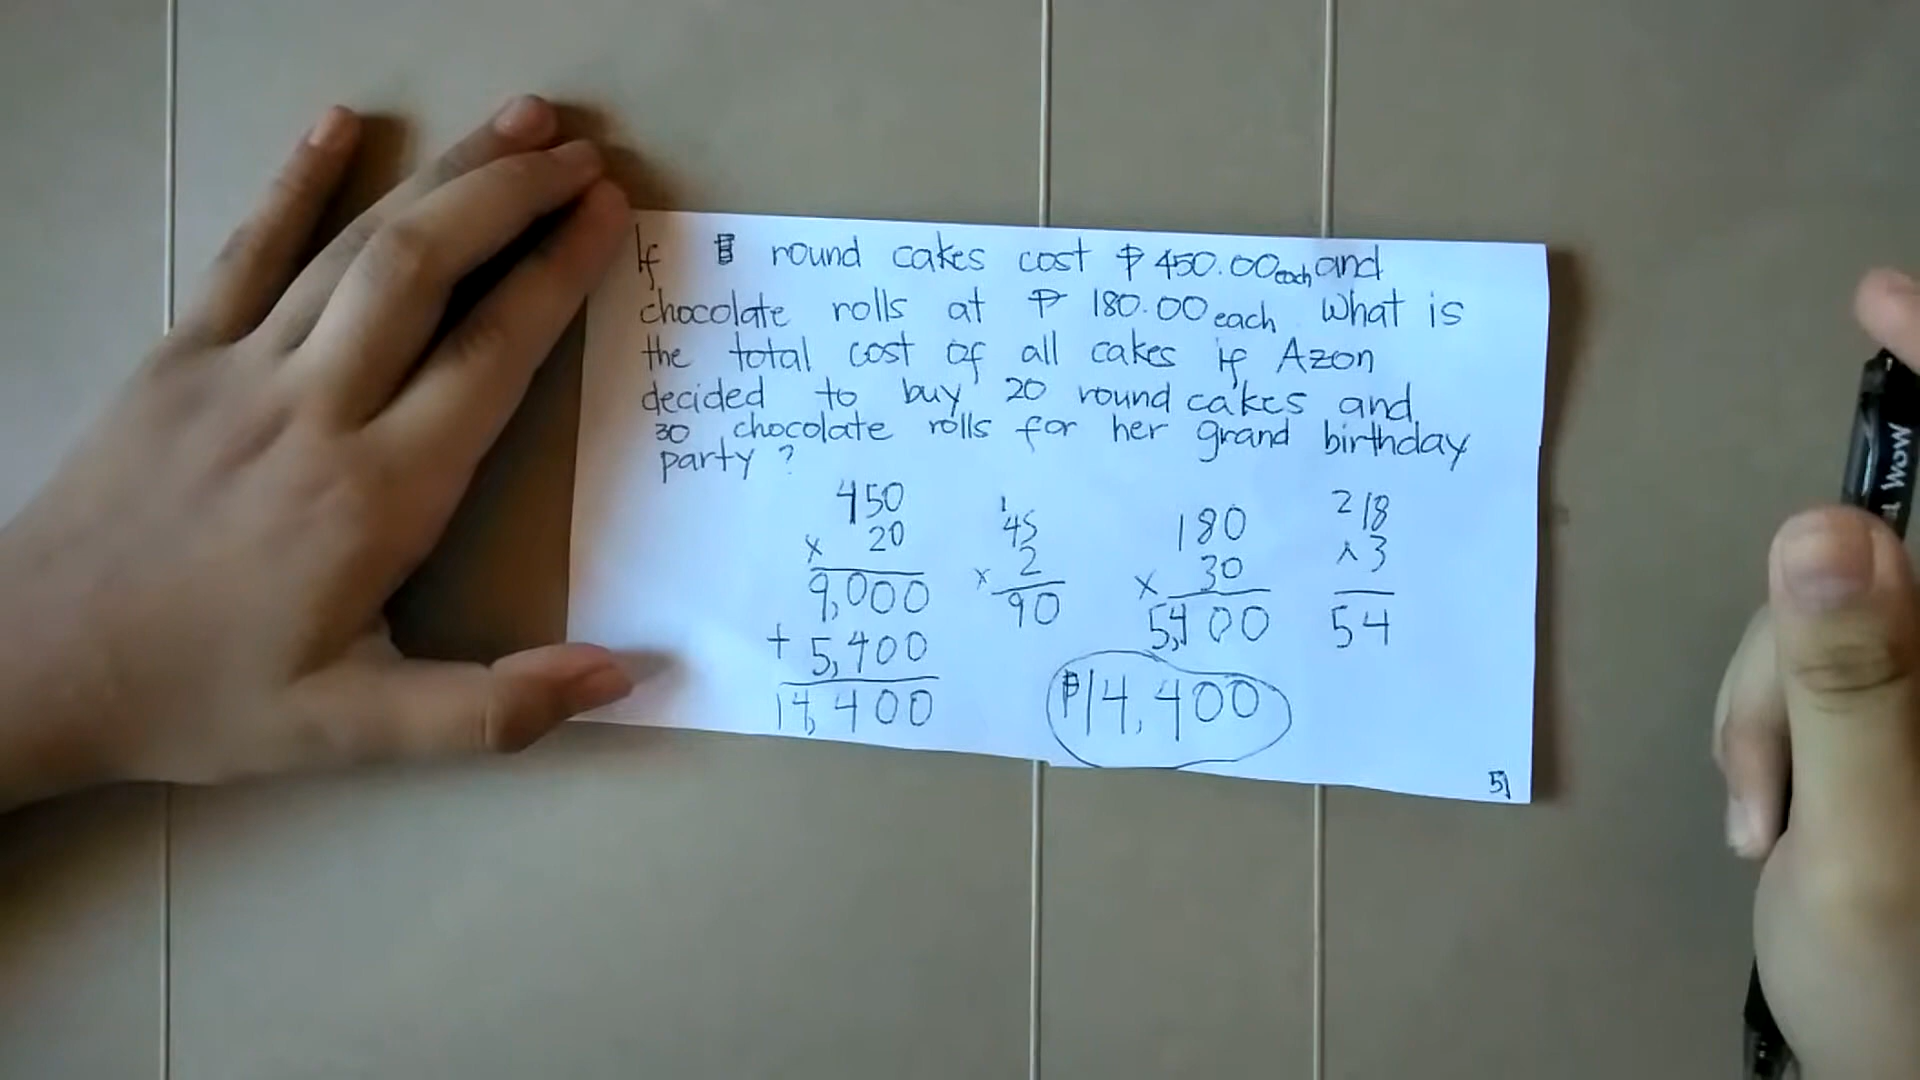 If round cakes cost ₱450.00 each and
chocolate rolls at ₱ 180.00 each What is
the total cost of all cakes if Azon
decided to buy 20 round cakes and
30 chocolate rolls for her grand birthday
party?
450
x 20
9,000
+ 5,400
14,400
1
45
x 2
90
180
x 30
5,400
2 18
x 3
54
₱14,400
51
WOW